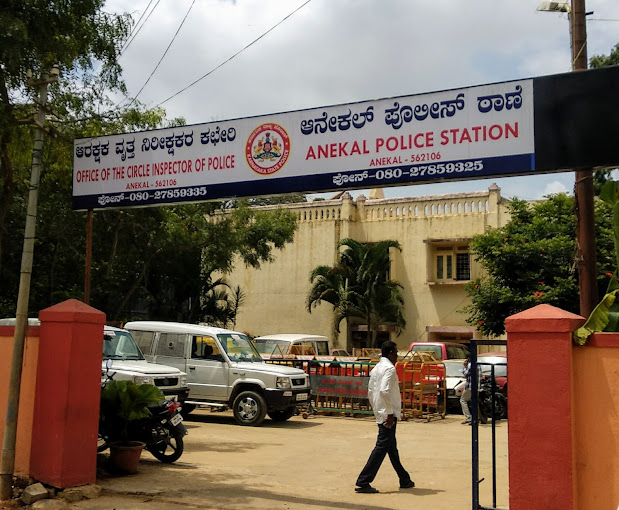 ಆರಕ್ಷಕ ವೃತ್ತ ನಿರೀಕ್ಷಕರ ಕಛೇರಿ
OFFICE OF THE CIRCLE INSPECTOR OF POLICE
ANEKAL - 562106
ಫೋನ್-080-27859335
ಆನೇಕಲ್ ಪೊಲೀಸ್ ಠಾಣೆ
ANEKAL POLICE STATION
ANEKAL - 562106
ಫೋನ್-080-27859325